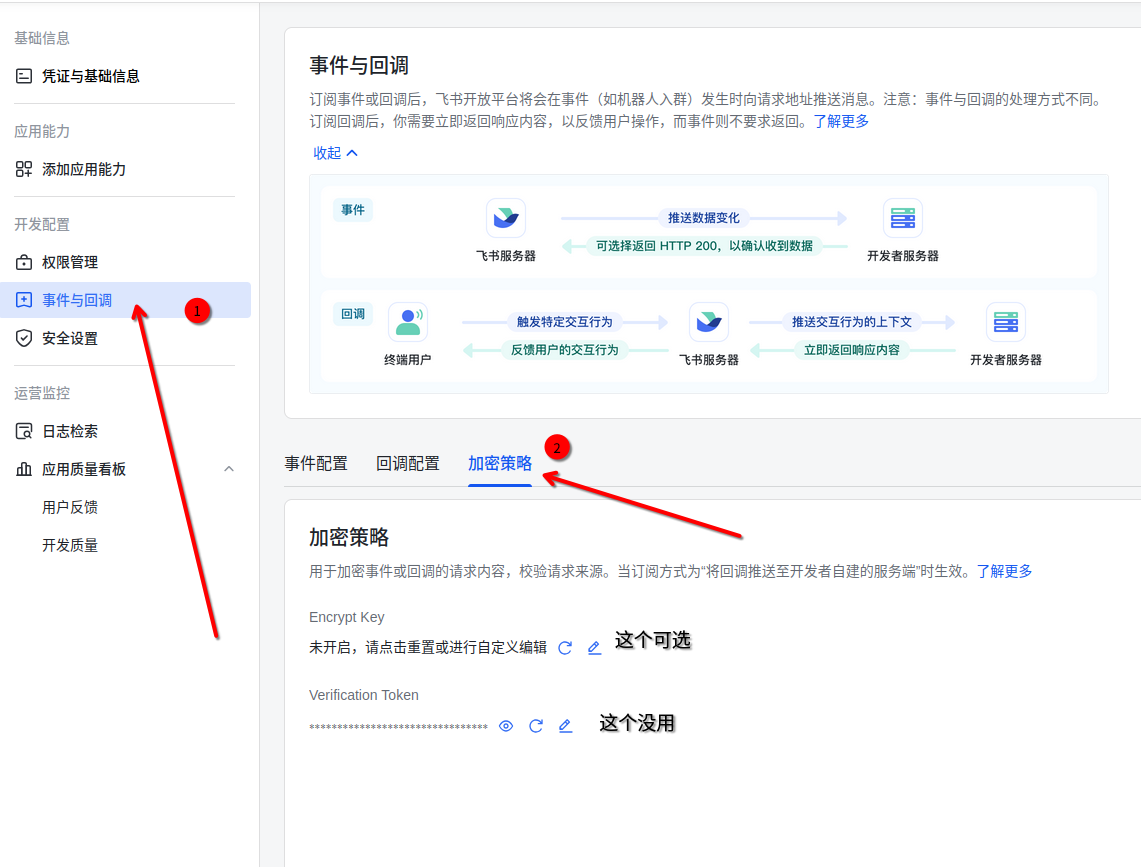 基础信息
凭证与基础信息
应用能力
添加应用能力
开发配置
权限管理
事件与回调
1
安全设置
运营监控
日志检索
应用质量看板
用户反馈
开发质量
事件与回调
订阅事件或回调后，飞书开放平台将会在事件（如机器人入群）发生时向请求地址推送消息。注意：事件与回调的处理方式不同。
订阅回调后，你需要立即返回响应内容，以反馈用户操作，而事件则不要求返回。了解更多
收起
事件
推送数据变化
可选择返回 HTTP 200，以确认收到数据
飞书服务器
开发者服务器
回调
触发特定交互行为
推送交互行为的上下文
反馈用户的交互行为
立即返回响应内容
终端用户
飞书服务器
开发者服务器
事件配置
回调配置
加密策略
2
加密策略
用于加密事件或回调的请求内容，校验请求来源。当订阅方式为“将回调推送至开发者自建的服务端”时生效。了解更多
Encrypt Key
未开启，请点击重置或进行自定义编辑
这个可选
Verification Token
********************************
这个没用